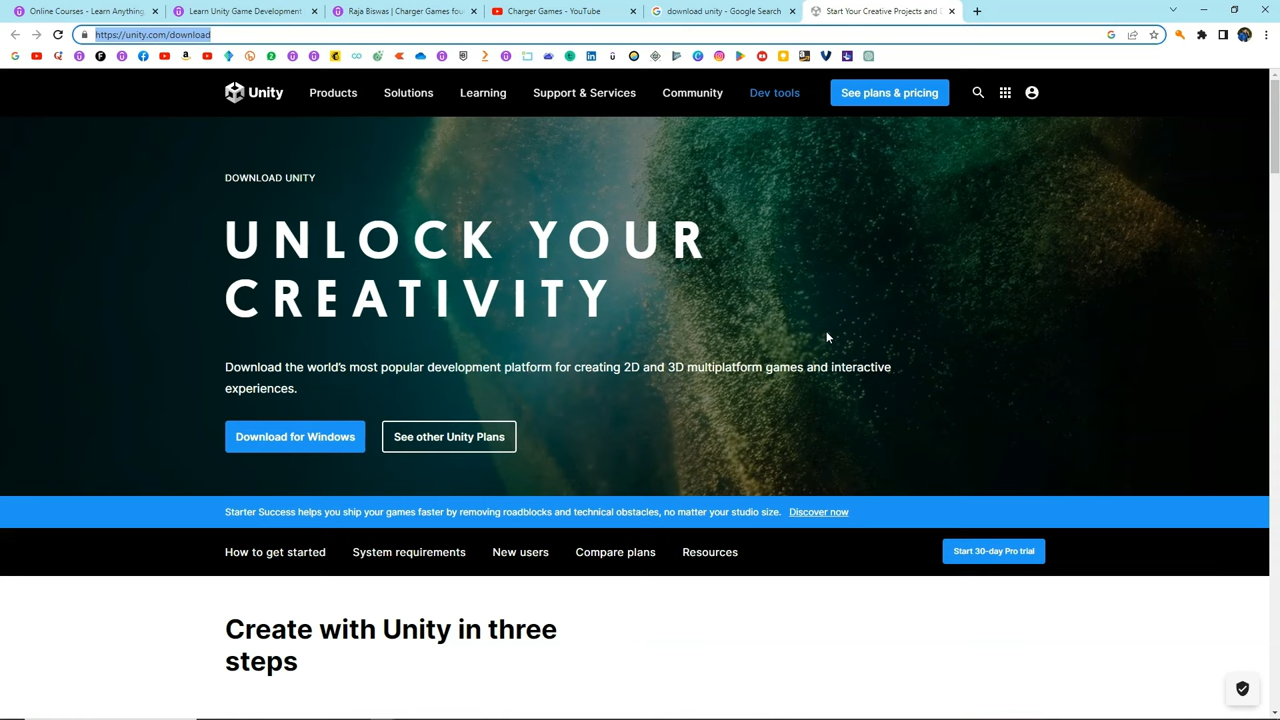 Online Courses - Learn Anything
Learn Unity Game Development
Raja Biswas | Charger Games fou
Charger Games - YouTube
download unity - Google Search
Start Your Creative Projects and D
https://unity.com/download
Unity
Products
Solutions
Learning
Support & Services
Community
Dev tools
See plans & pricing
DOWNLOAD UNITY
UNLOCK YOUR
CREATIVITY
Download the world's most popular development platform for creating 2D and 3D multiplatform games and interactive
experiences.
Download for Windows
See other Unity Plans
Starter Success helps you ship your games faster by removing roadblocks and technical obstacles, no matter your studio size. Discover now
How to get started
System requirements
New users
Compare plans
Resources
Start 30-day Pro trial
Create with Unity in three
steps